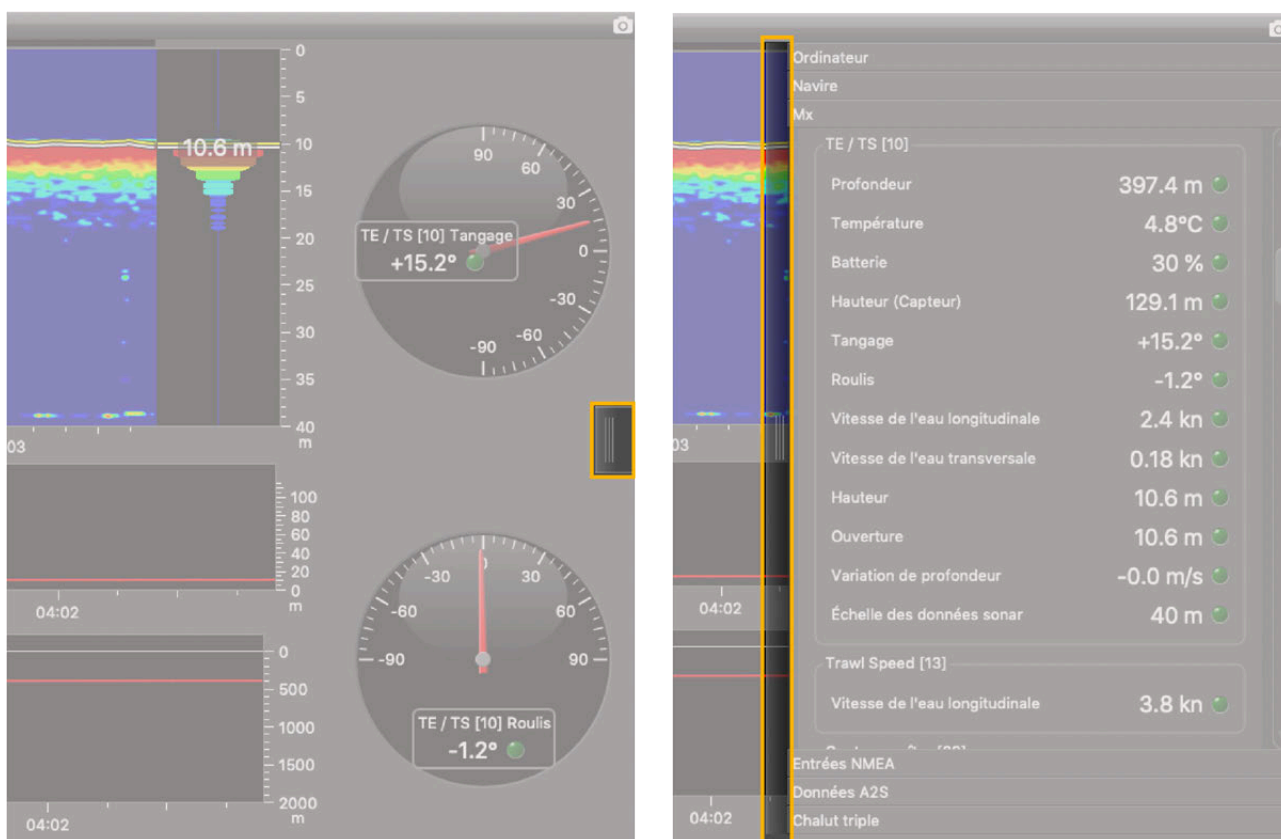 0
5
10
15
20
25
30
35
40
m
10.6 m
03
90
60
30
0
-30
-60
-90
TE / TS [10] Tangage
+15.2°
100
80
60
40
20
0
m
04:02
0
500
1000
1500
2000
m
04:02
-90
-60
-30
0
30
60
90
TE / TS [10] Roulis
-1.2°
03
04:02
04:02
Ordinateur
Navire
Mx
TE / TS [10]
Profondeur 397.4 m
Température 4.8°C
Batterie 30 %
Hauteur (Capteur) 129.1 m
Tangage +15.2°
Roulis -1.2°
Vitesse de l'eau longitudinale 2.4 kn
Vitesse de l'eau transversale 0.18 kn
Hauteur 10.6 m
Ouverture 10.6 m
Variation de profondeur -0.0 m/s
Échelle des données sonar 40 m
Trawl Speed [13]
Vitesse de l'eau longitudinale 3.8 kn
Entrées NMEA
Données A2S
Chalut triple